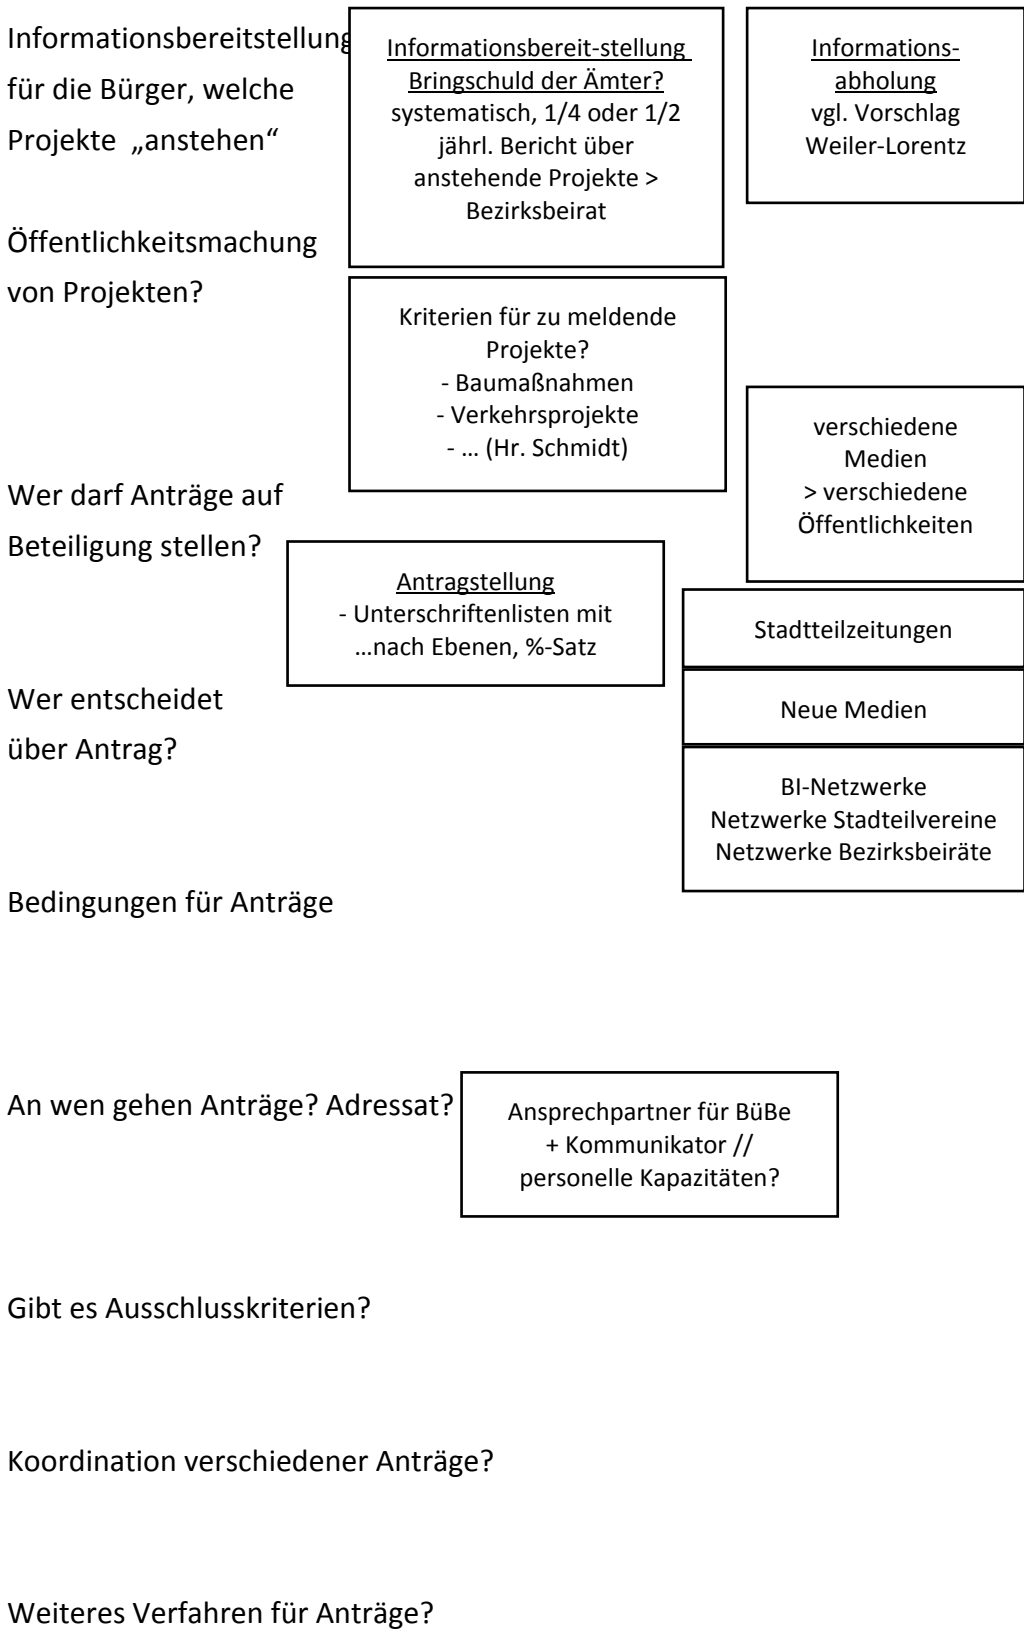 Informationsbereitstellung
für die Bürger, welche
Projekte „anstehen“
Informationsbereit-stellung
Bringschuld der Ämter?
systematisch, 1/4 oder 1/2
jährl. Bericht über
anstehende Projekte >
Bezirksbeirat
Informations-
abholung
vgl. Vorschlag
Weiler-Lorentz
Öffentlichkeitsmachung
von Projekten?
Kriterien für zu meldende
Projekte?
- Baumaßnahmen
- Verkehrsprojekte
- … (Hr. Schmidt)
verschiedene
Medien
> verschiedene
Öffentlichkeiten
Wer darf Anträge auf
Beteiligung stellen?
Antragstellung
- Unterschriftenlisten mit
…nach Ebenen, %-Satz
Stadtteilzeitungen
Neue Medien
BI-Netzwerke
Netzwerke Stadteilvereine
Netzwerke Bezirksbeiräte
Wer entscheidet
über Antrag?
Bedingungen für Anträge
An wen gehen Anträge? Adressat?
Ansprechpartner für BüBe
+ Kommunikator //
personelle Kapazitäten?
Gibt es Ausschlusskriterien?
Koordination verschiedener Anträge?
Weiteres Verfahren für Anträge?